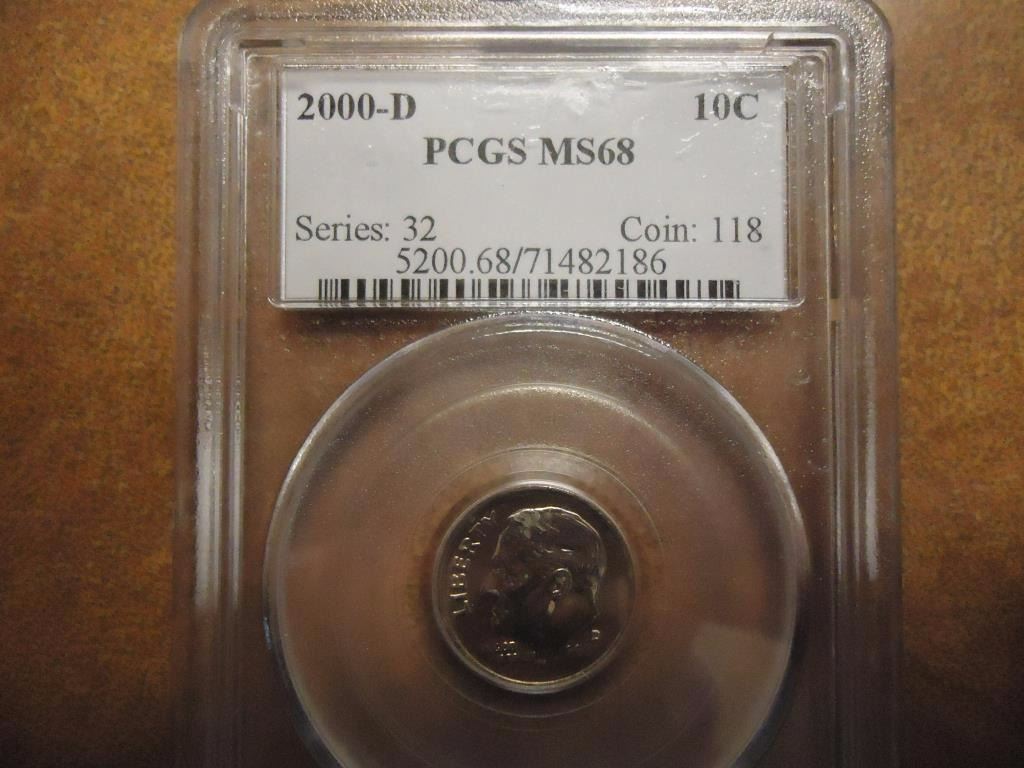 2000-D 10C
PCGS MS68
Series: 32 Coin: 118
5200.68/71482186
LIBERTY
D